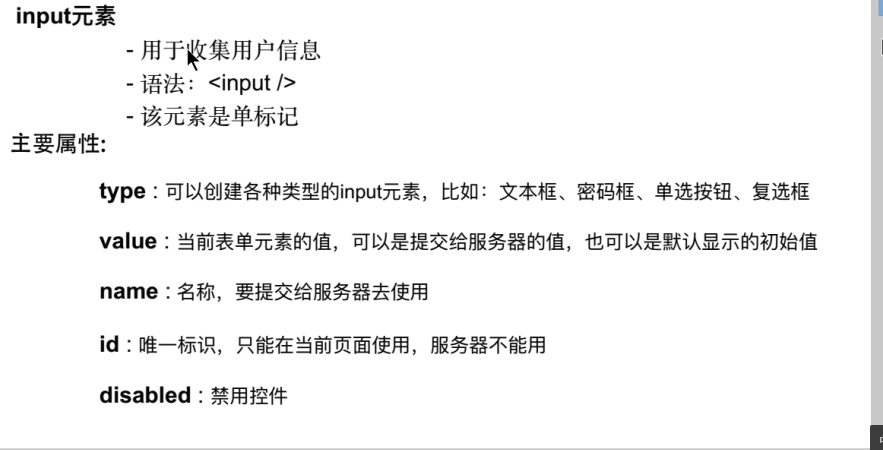 input元素
- 用于收集用户信息
- 语法：<input />
- 该元素是单标记
主要属性:
type：可以创建各种类型的input元素，比如：文本框、密码框、单选按钮、复选框
value：当前表单元素的值，可以是提交给服务器的值，也可以是默认显示的初始值
name：名称，要提交给服务器去使用
id：唯一标识，只能在当前页面使用，服务器不能用
disabled：禁用控件